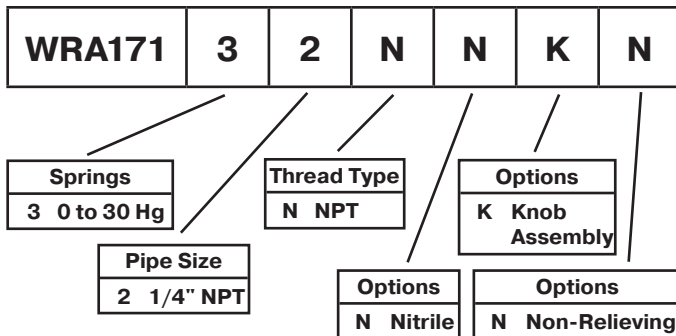 WRA171 3 2 N N K N
Springs
3 0 to 30 Hg
Pipe Size
2 1/4" NPT
Thread Type
N NPT
Options
N Nitrile
Options
K Knob
Assembly
Options
N Non-Relieving